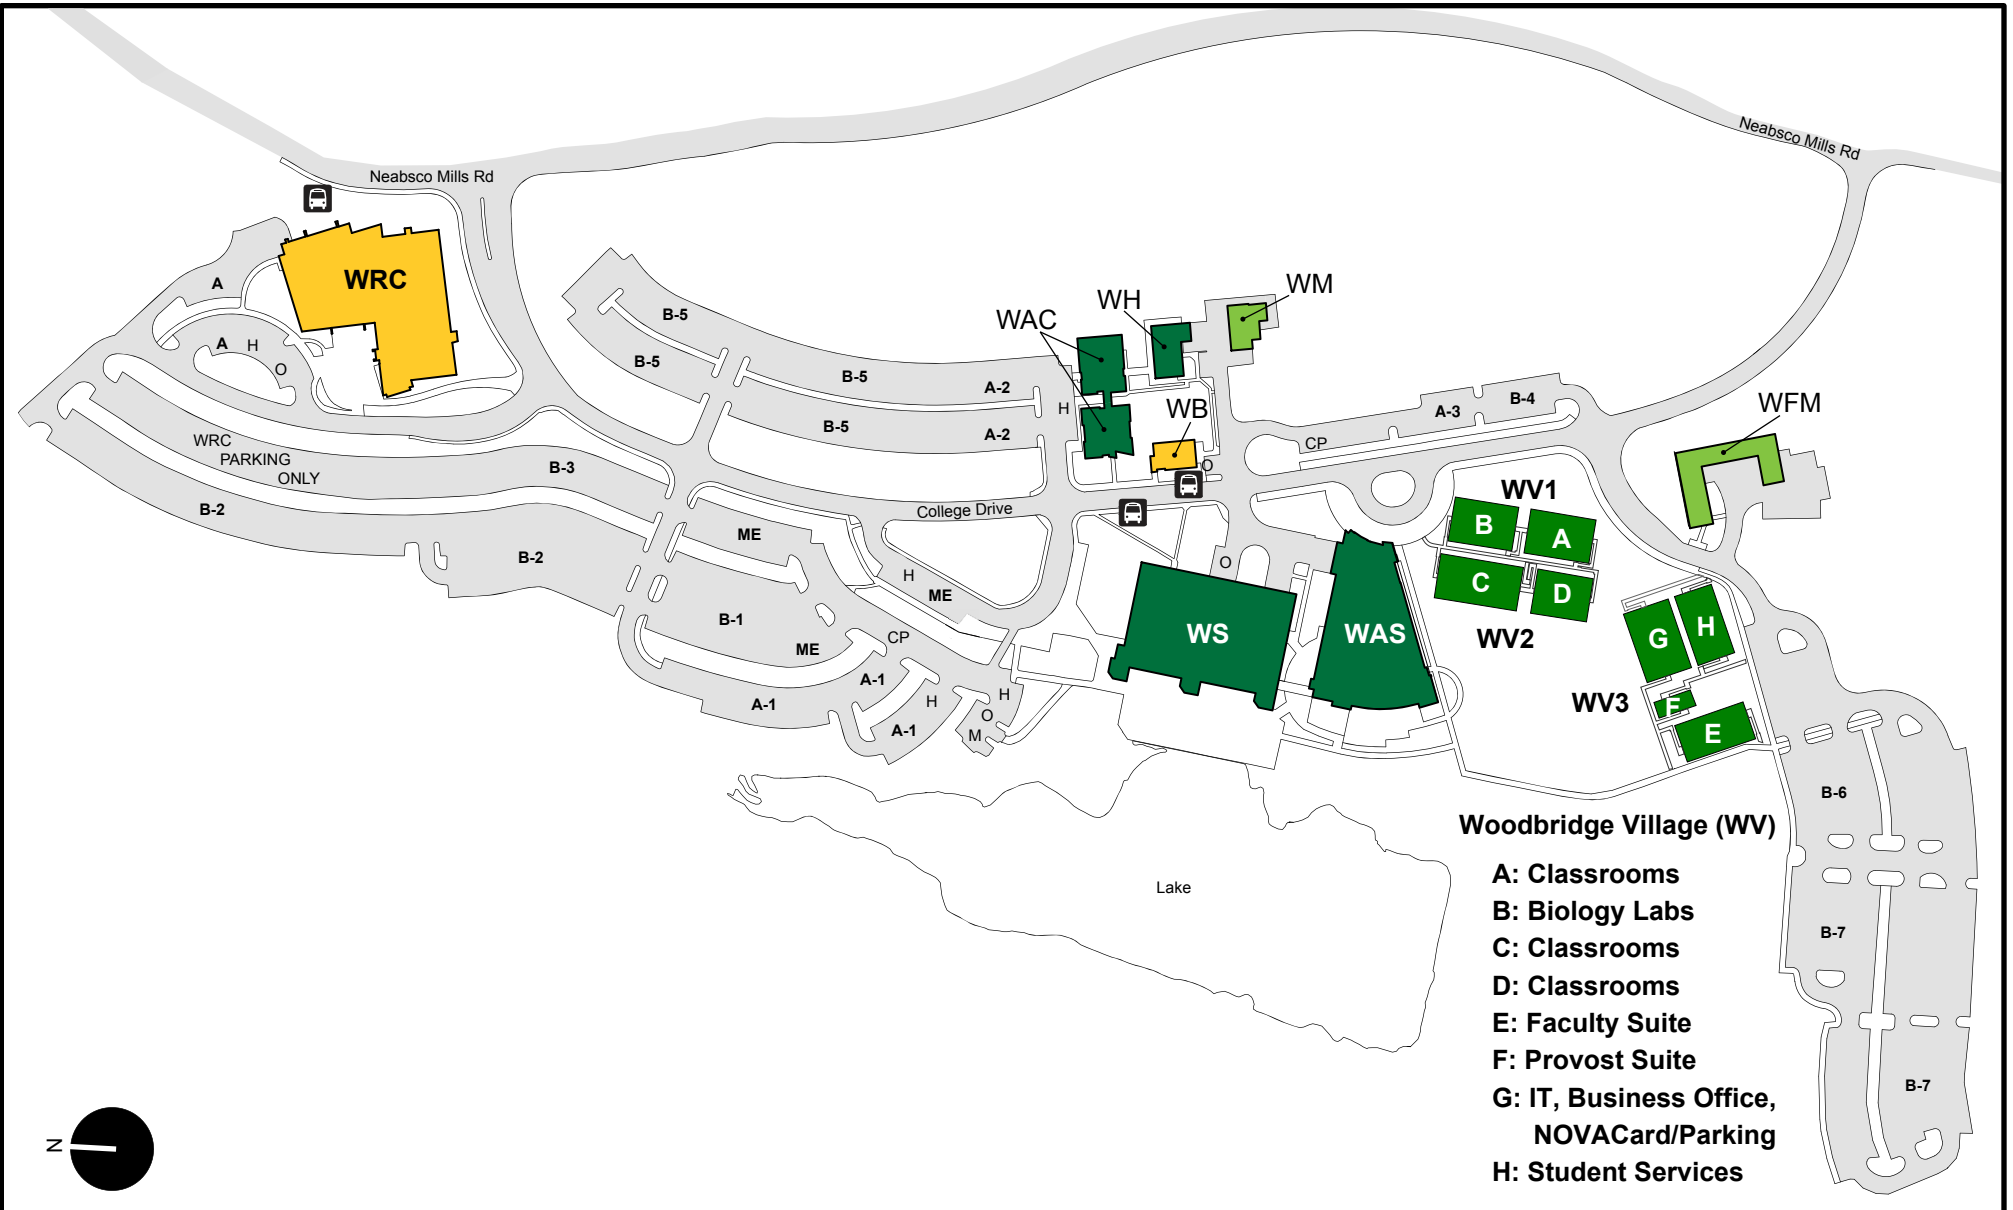 Neabsco Mills Rd
Neabsco Mills Rd
WRC
A
A
H
O
WRC
PARKING
ONLY
B-2
B-3
B-2
B-5
B-5
B-5
B-5
A-2
A-2
H
WAC
WH
WM
WB
O
CP
A-3
B-4
WFM
College Drive
ME
H
ME
B-1
ME
CP
A-1
A-1
A-1
H
H
O
M
O
WS
WAS
WV1
B
A
C
D
WV2
G
H
WV3
F
E
B-6
B-7
B-7
Lake
Woodbridge Village (WV)
A: Classrooms
B: Biology Labs
C: Classrooms
D: Classrooms
E: Faculty Suite
F: Provost Suite
G: IT, Business Office,
NOVACard/Parking
H: Student Services
N